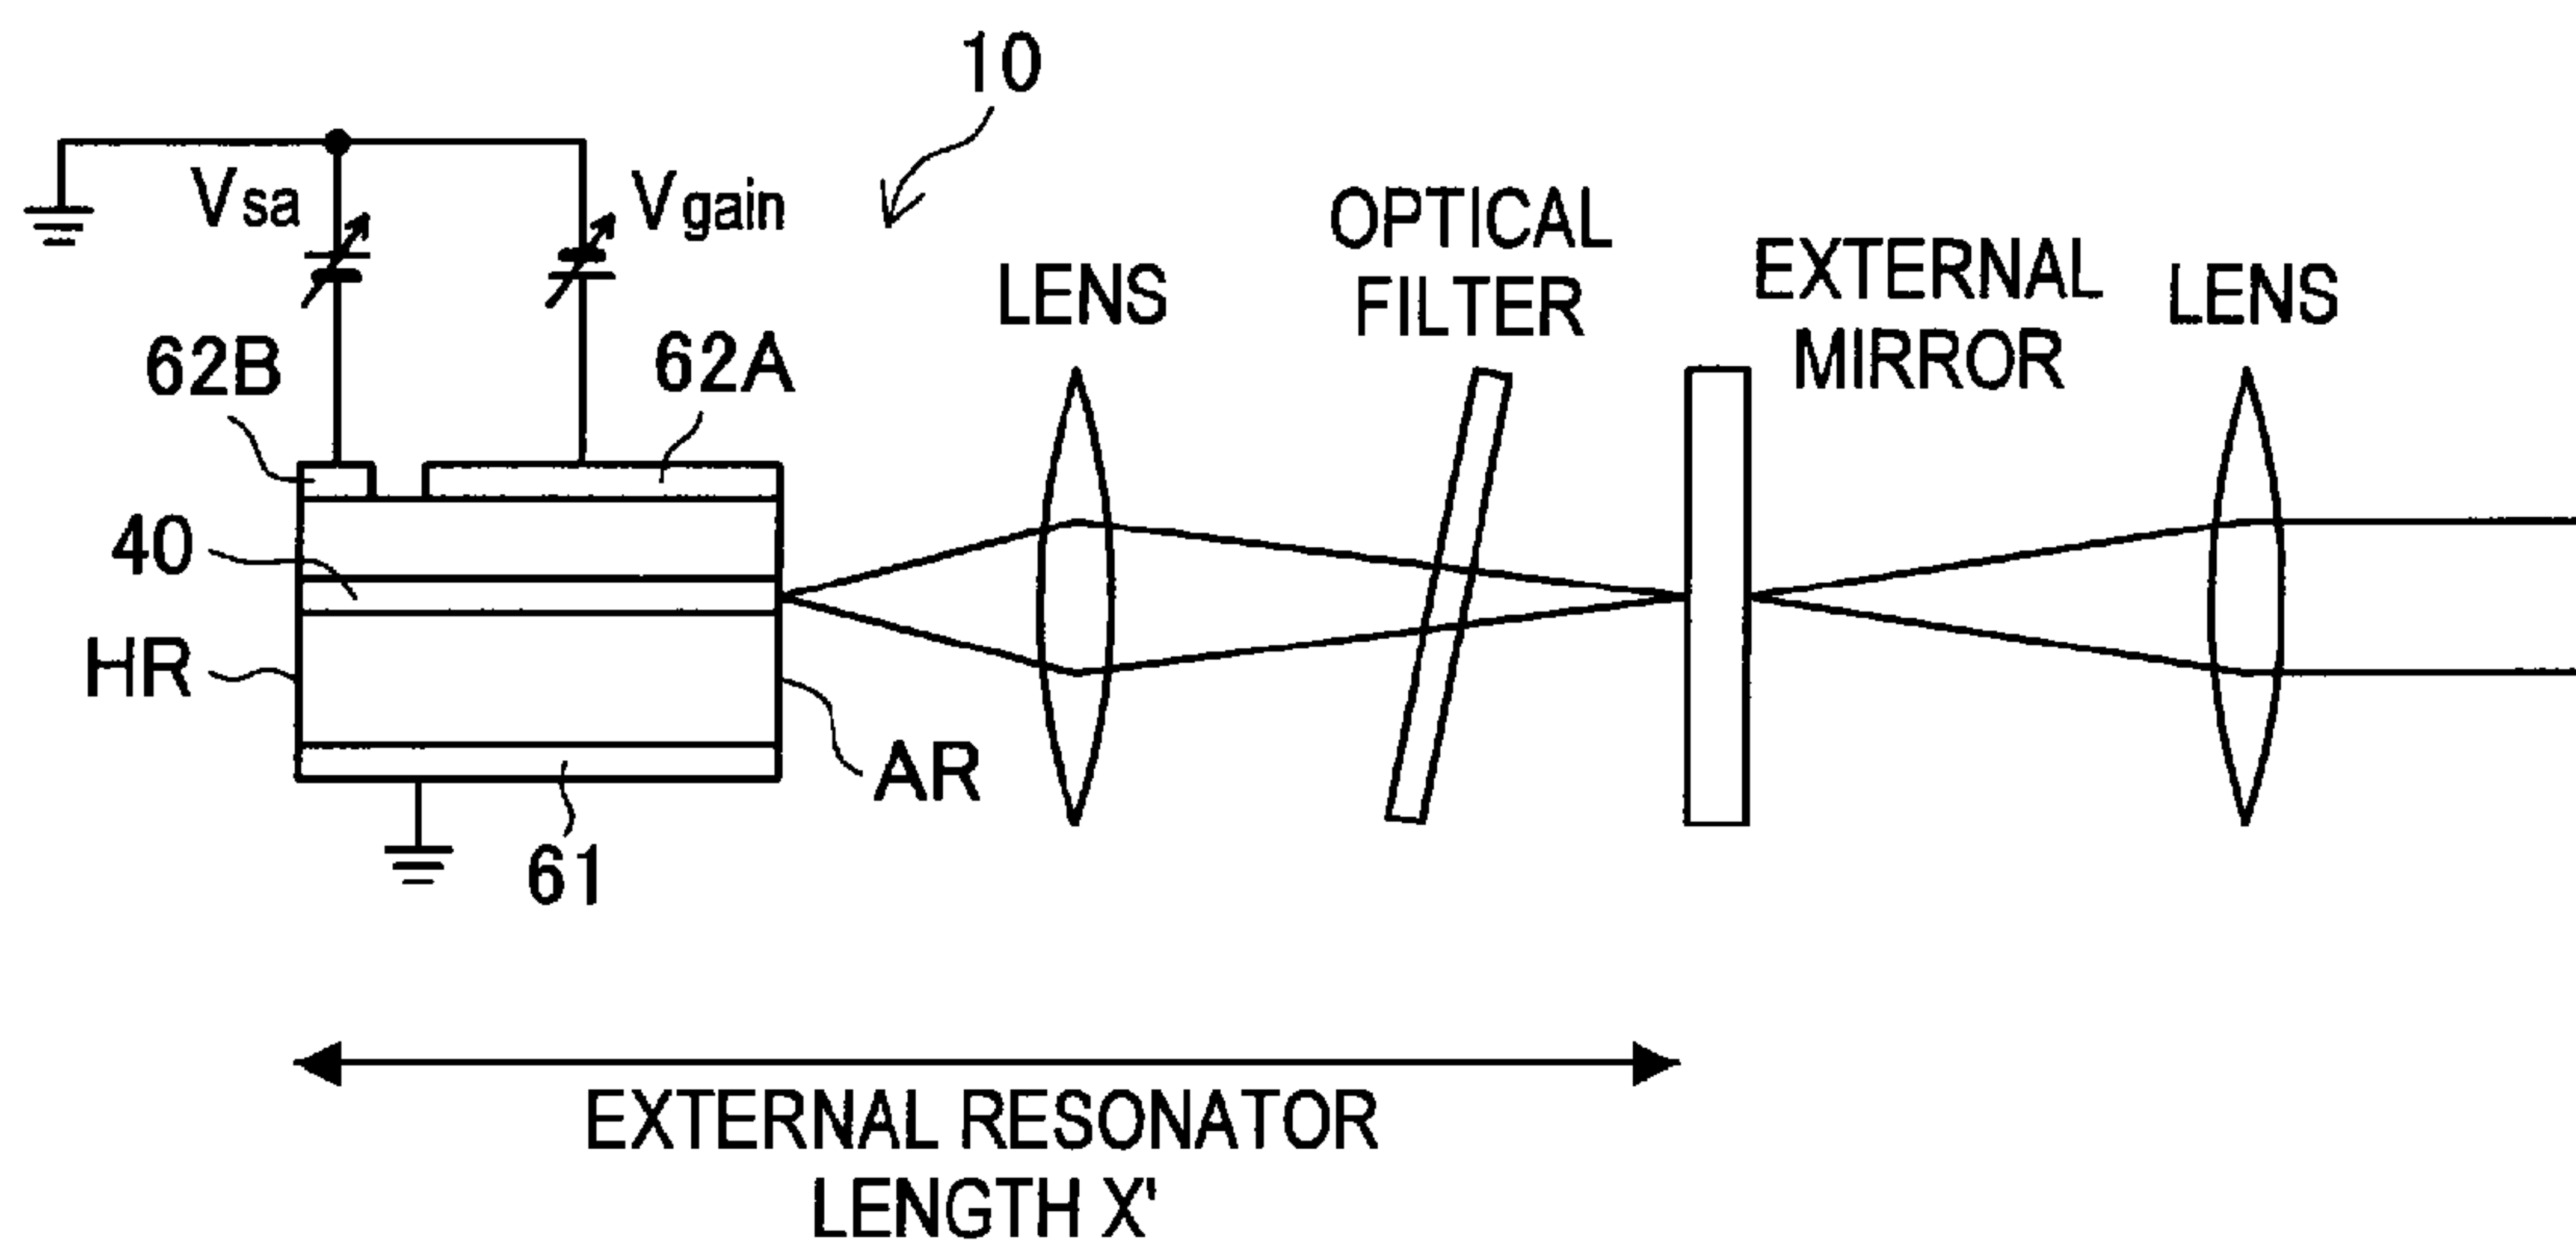 10
Vsa
Vgain
OPTICAL
FILTER
EXTERNAL
MIRROR
LENS
LENS
62B
62A
40
HR
AR
61
EXTERNAL RESONATOR
LENGTH X'